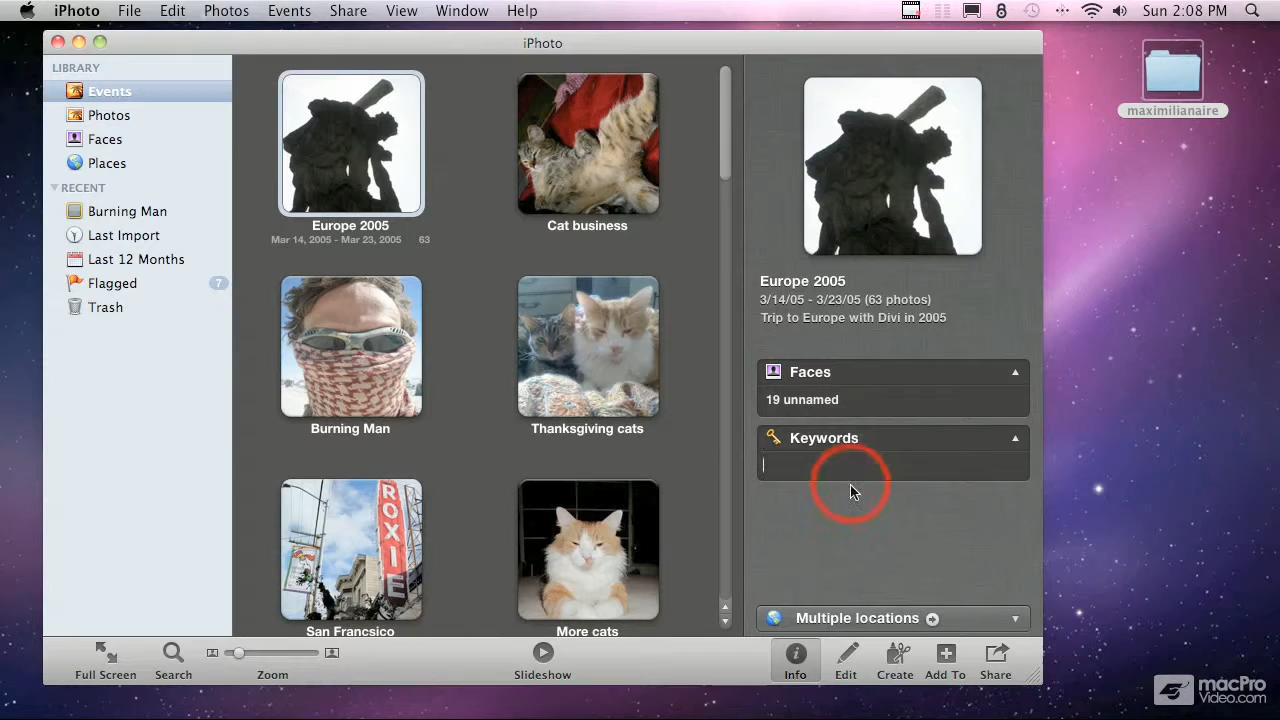 iPhoto File Edit Photos Events Share View Window Help
Sun 2:08 PM
iPhoto
maximilianaire
LIBRARY
Events
Photos
Faces
Places
RECENT
Burning Man
Last Import
Last 12 Months
Flagged 7
Trash
Europe 2005
Mar 14, 2005 - Mar 23, 2005 63
Cat business
Burning Man
Thanksgiving cats
ROXIE
San Francsico
More cats
Europe 2005
3/14/05 - 3/23/05 (63 photos)
Trip to Europe with Divi in 2005
Faces
19 unnamed
Keywords
Multiple locations
Full Screen
Search
Zoom
Slideshow
Info
Edit
Create
Add To
Share
macPro
Video.com